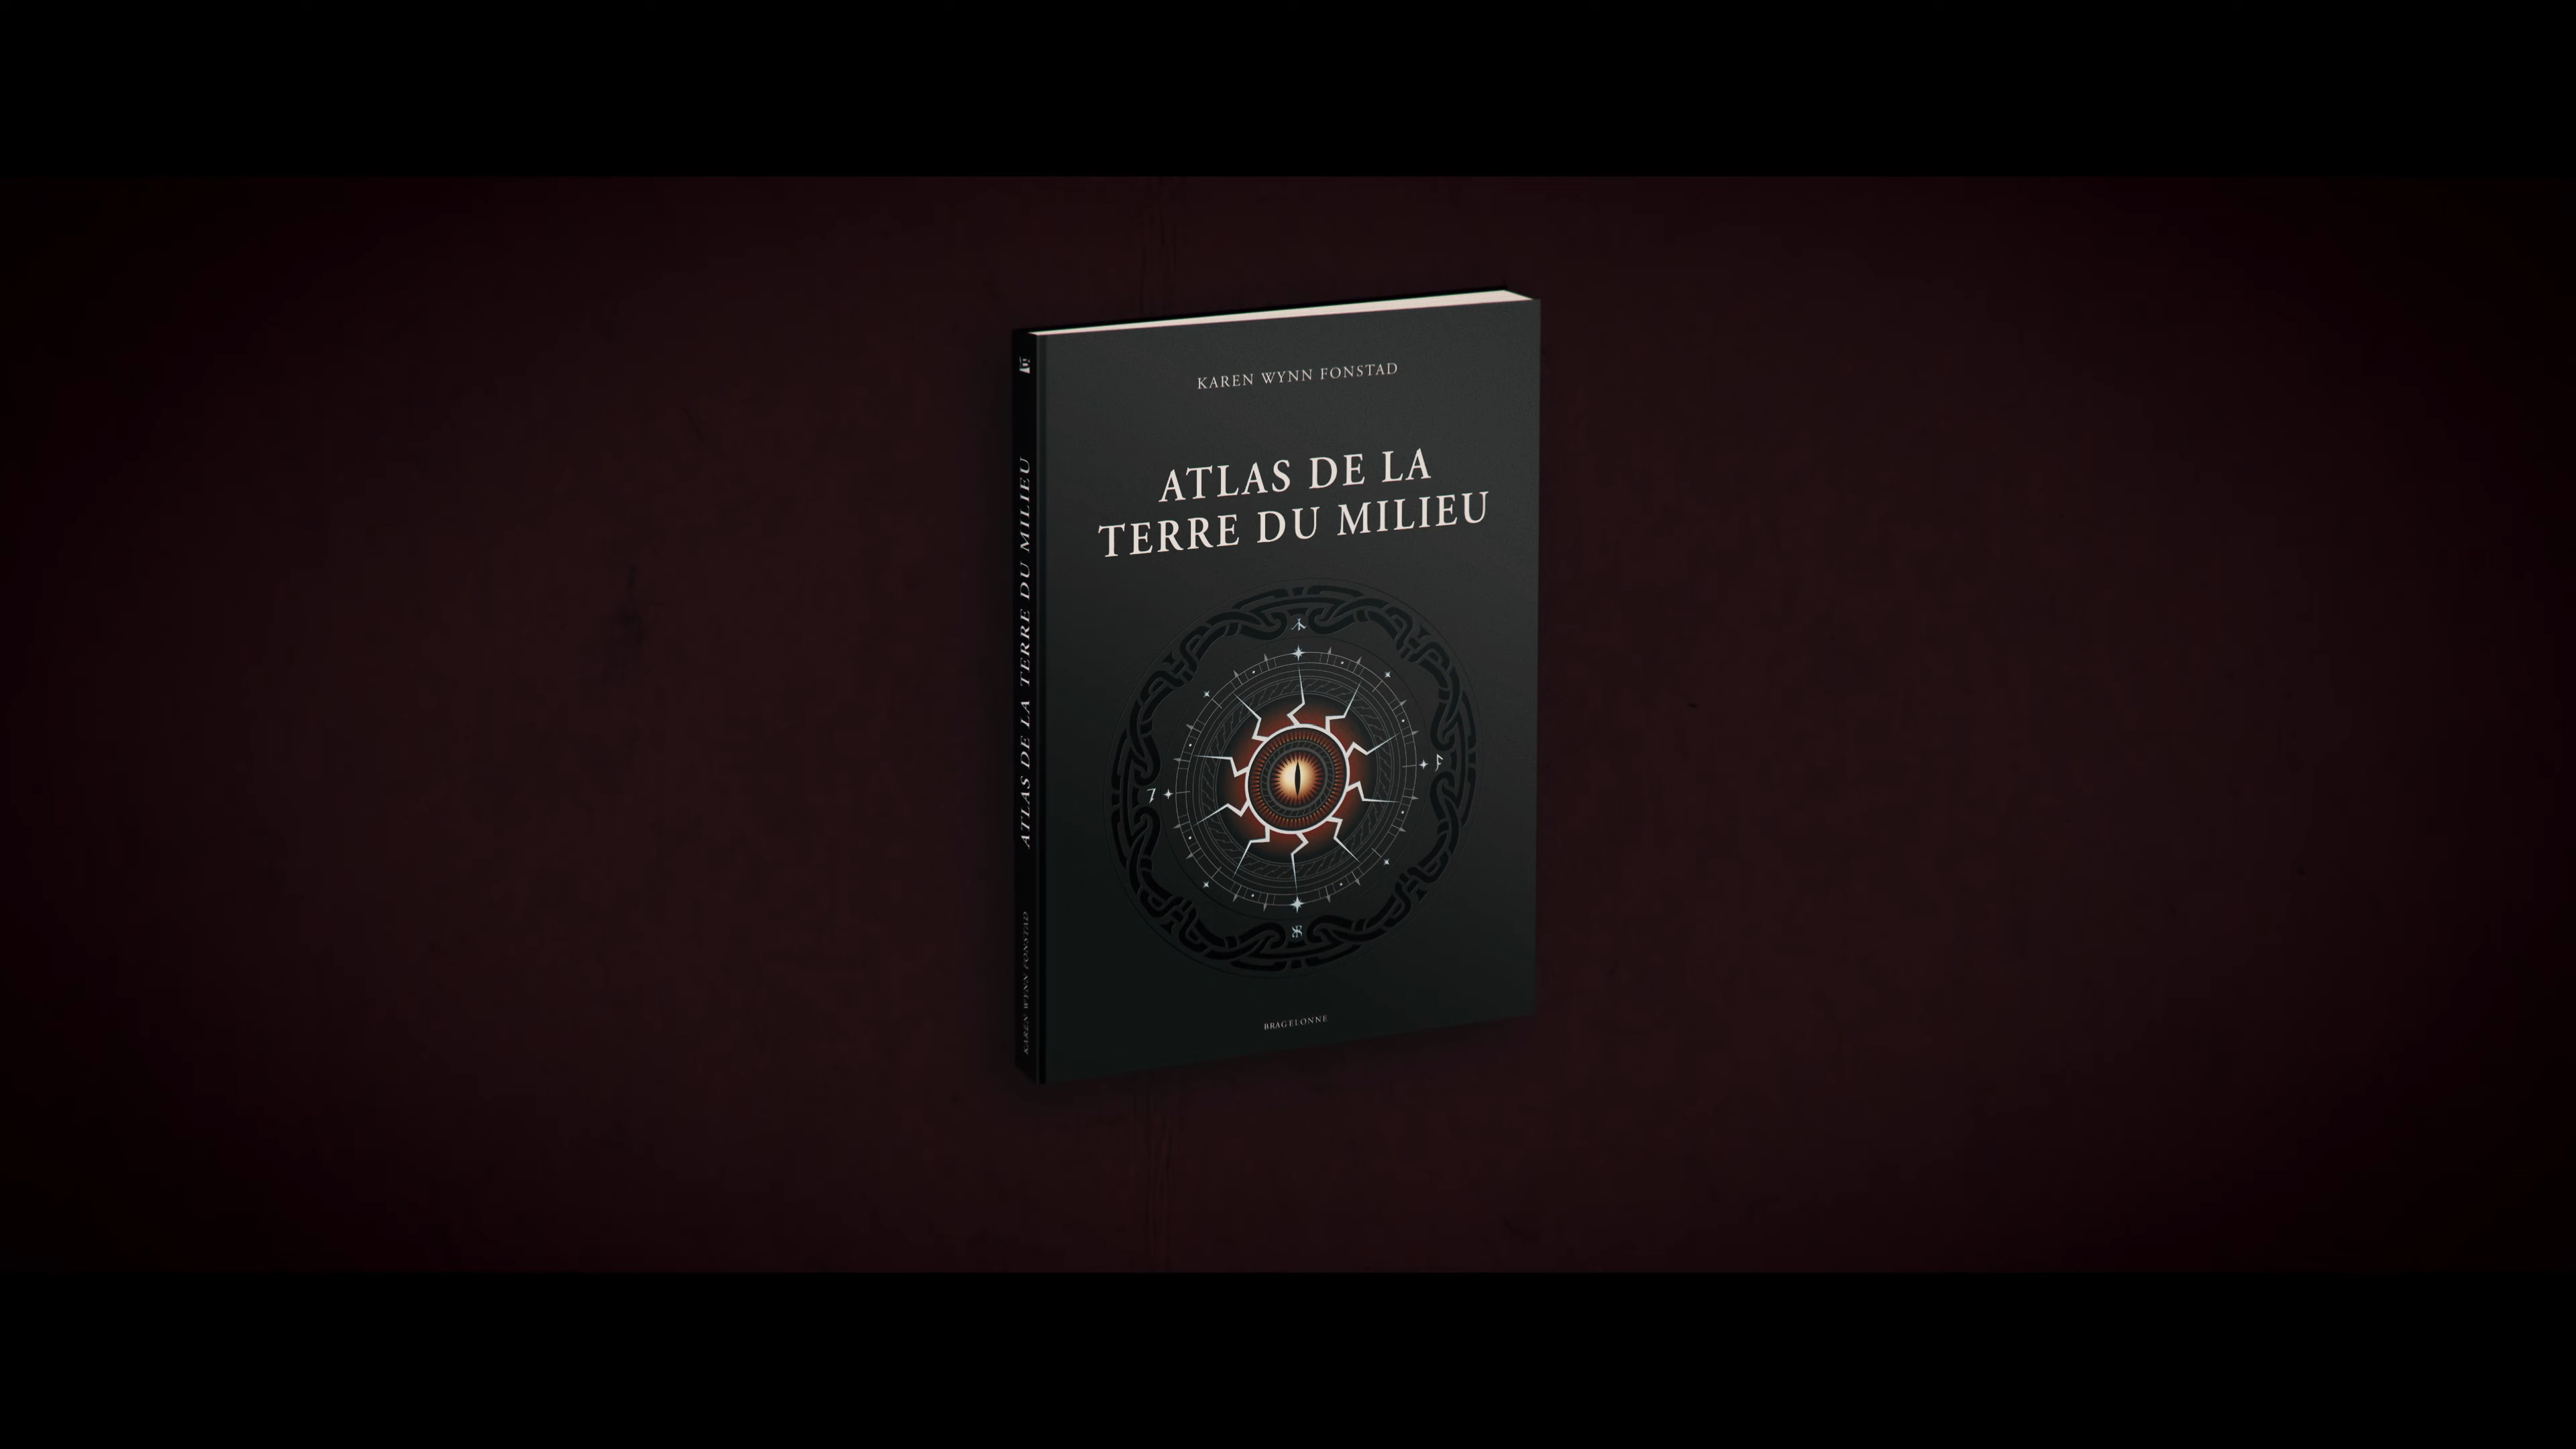 KAREN WYNN FONSTAD
ATLAS DE LA
TERRE DU MILIEU
BRAGELONNE
ATLAS DE LA TERRE DU MILIEU
KAREN WYNN FONSTAD